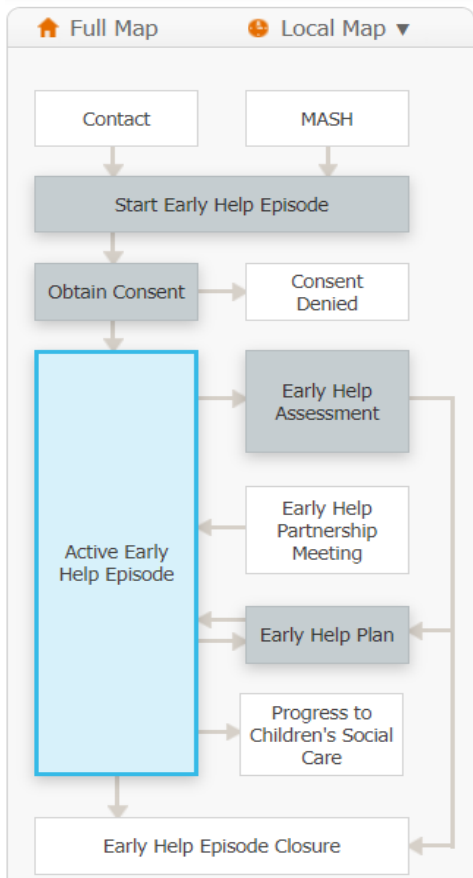 Full Map
Local Map ▼
Contact
MASH
Start Early Help Episode
Obtain Consent
Consent
Denied
Early Help
Assessment
Early Help
Partnership
Meeting
Active Early
Help Episode
Early Help Plan
Progress to
Children's Social
Care
Early Help Episode Closure